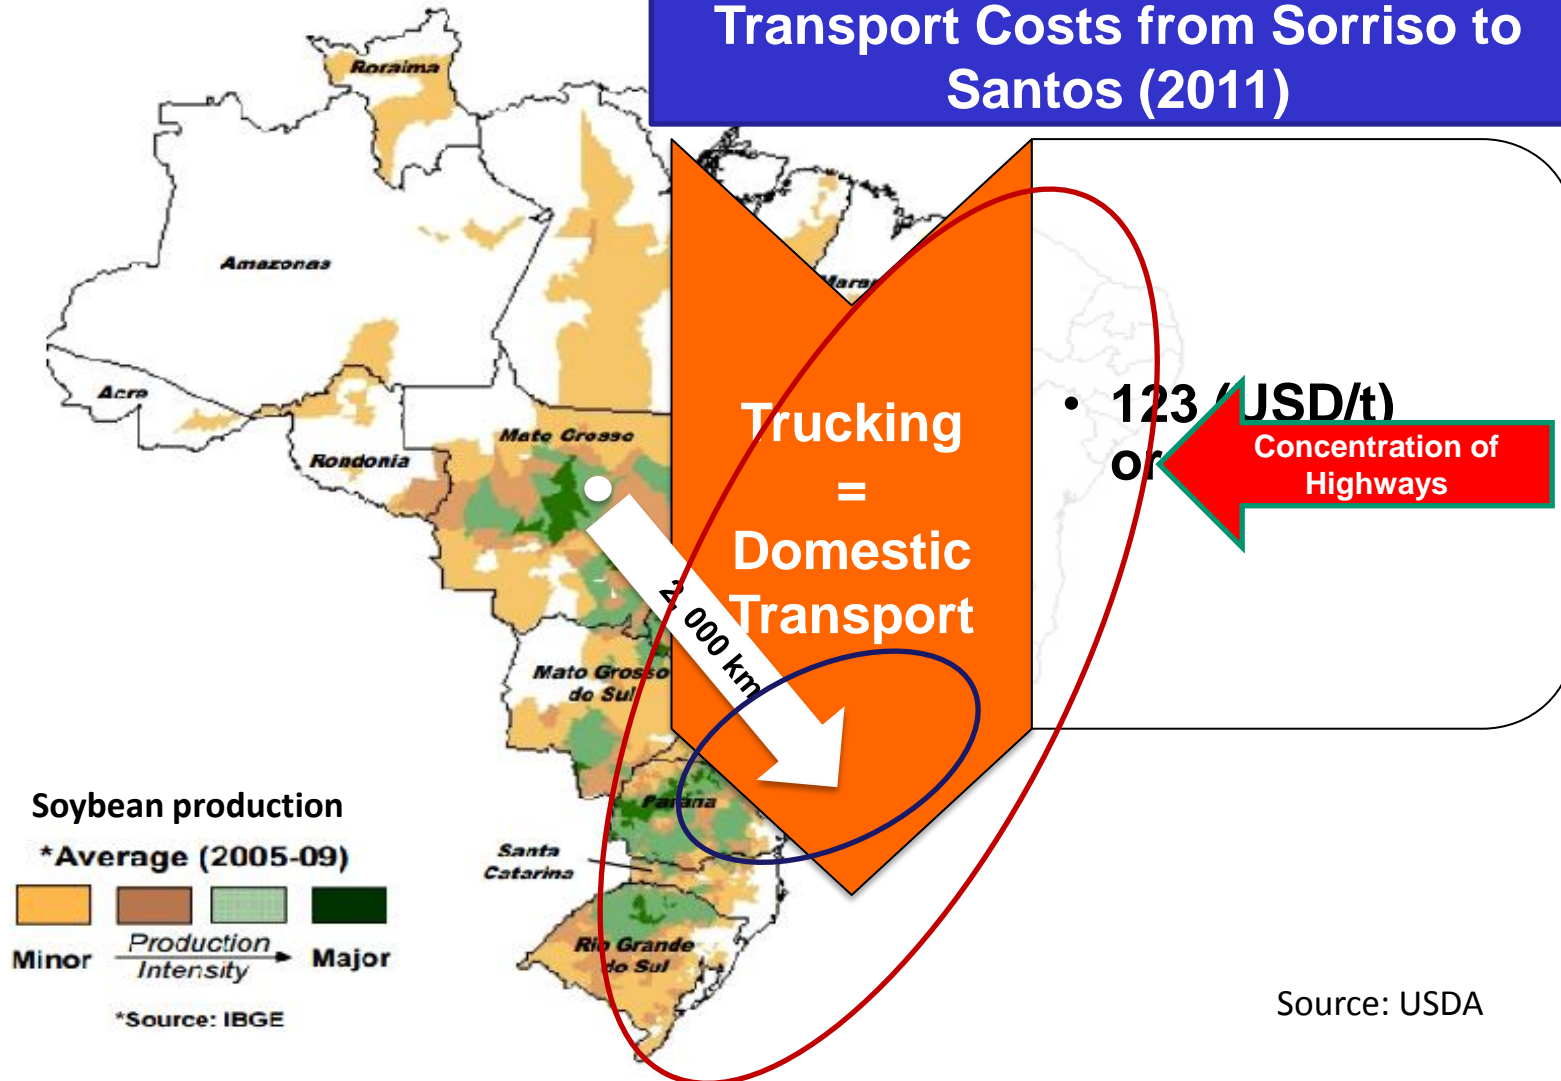 Transport Costs from Sorriso to
Santos (2011)
Roraima
Amazonas
Acre
Rondonia
Mato Grosso
Trucking
=
Domestic
Transport
• 123 (USD/t)
or
Concentration of
Highways
2, 000 km
Mato Grosso
do Sul
Parana
Santa
Catarina
Rio Grande
do Sul
Soybean production
*Average (2005-09)
Minor
Production
Intensity
Major
*Source: IBGE
Source: USDA